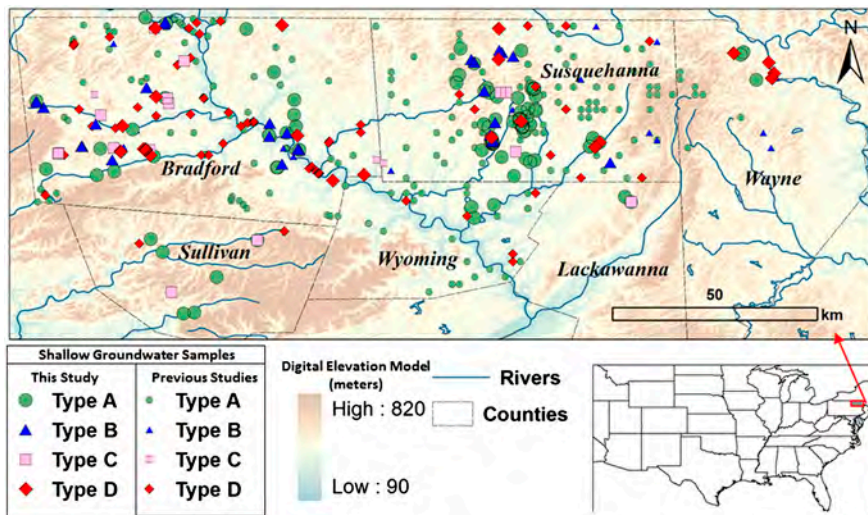 N
Susquehanna
Bradford
Wayne
Sullivan
Wyoming
Lackawanna
50
km
Shallow Groundwater Samples
This Study
Previous Studies
Type A
Type A
Type B
Type B
Type C
Type C
Type D
Type D
Digital Elevation Model
(meters)
High : 820
Low : 90
Rivers
Counties